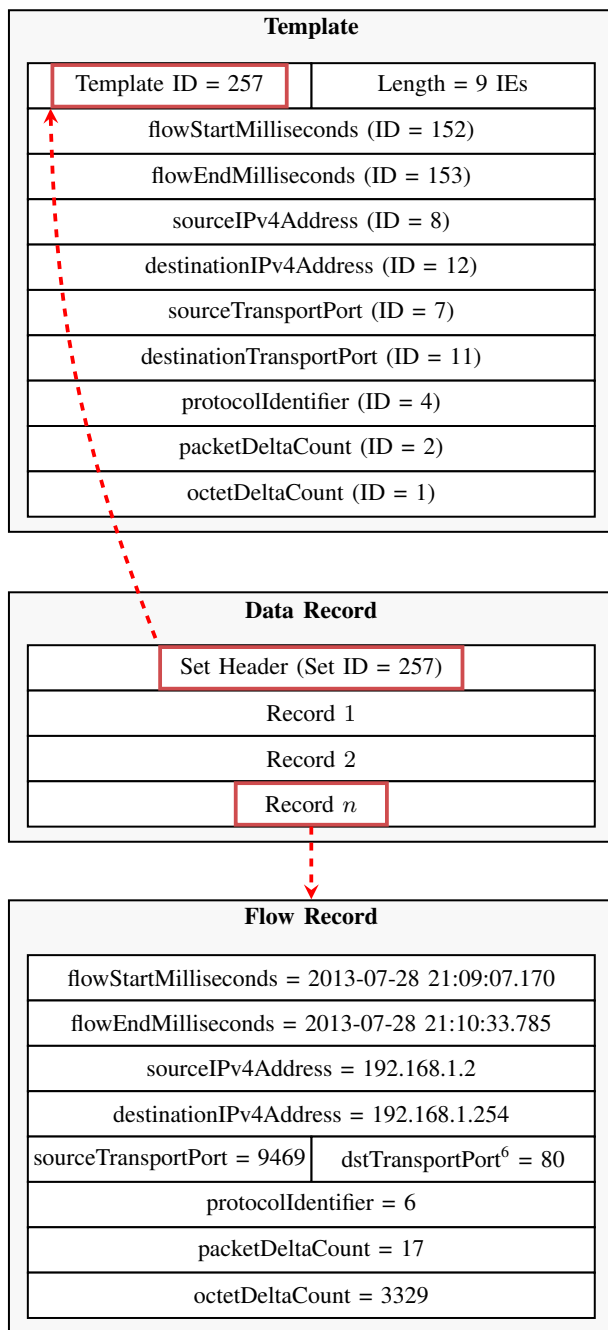 Template
Template ID = 257 Length = 9 IEs
flowStartMilliseconds (ID = 152)
flowEndMilliseconds (ID = 153)
sourceIPv4Address (ID = 8)
destinationIPv4Address (ID = 12)
sourceTransportPort (ID = 7)
destinationTransportPort (ID = 11)
protocolIdentifier (ID = 4)
packetDeltaCount (ID = 2)
octetDeltaCount (ID = 1)
Data Record
Set Header (Set ID = 257)
Record 1
Record 2
Record n
Flow Record
flowStartMilliseconds = 2013-07-28 21:09:07.170
flowEndMilliseconds = 2013-07-28 21:10:33.785
sourceIPv4Address = 192.168.1.2
destinationIPv4Address = 192.168.1.254
sourceTransportPort = 9469 dstTransportPort⁶ = 80
protocolIdentifier = 6
packetDeltaCount = 17
octetDeltaCount = 3329